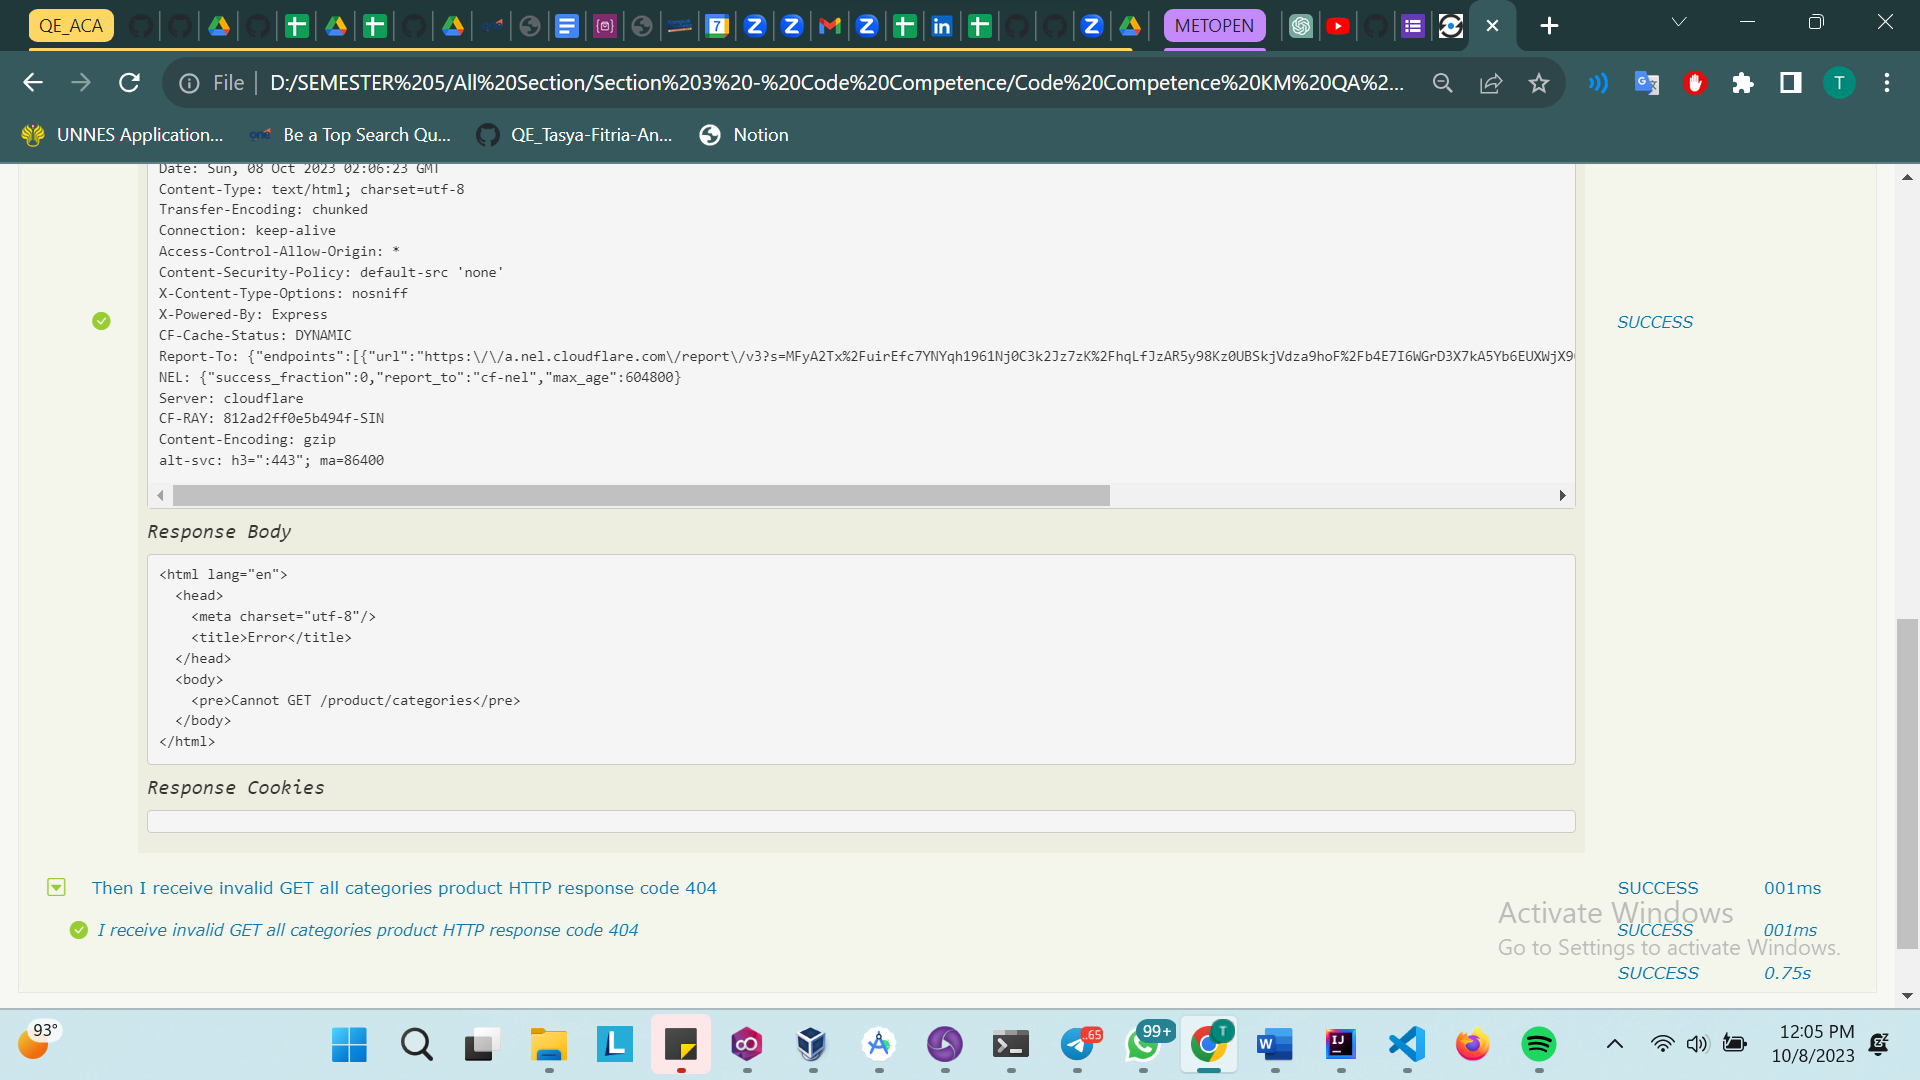 QE_ACA
METOPEN
File
D:/SEMESTER%205/All%20Section/Section%203%20-%20Code%20Competence/Code%20Competence%20KM%20QA%2...
T
UNNES Application...
Be a Top Search Qu...
QE_Tasya-Fitria-An...
Notion
Date: Sun, 08 Oct 2023 02:06:23 GMT
Content-Type: text/html; charset=utf-8
Transfer-Encoding: chunked
Connection: keep-alive
Access-Control-Allow-Origin: *
Content-Security-Policy: default-src 'none'
X-Content-Type-Options: nosniff
X-Powered-By: Express
SUCCESS
CF-Cache-Status: DYNAMIC
Report-To: {"endpoints":[{"url":"https:\/\/a.nel.cloudflare.com\/report\/v3?s=MFyA2Tx%2FuirEfc7YNYqh1961Nj0C3k2Jz7zK%2FhqLfJzAR5y98Kz0UBSkjVdza9hoF%2Fb4E7I6WGrD3X7kA5Yb6EUXWjX9
NEL: {"success_fraction":0,"report_to":"cf-nel","max_age":604800}
Server: cloudflare
CF-RAY: 812ad2ff0e5b494f-SIN
Content-Encoding: gzip
alt-svc: h3=":443"; ma=86400
Response Body
<html lang="en">
<head>
<meta charset="utf-8"/>
<title>Error</title>
</head>
<body>
<pre>Cannot GET /product/categories</pre>
</body>
</html>
Response Cookies
Then I receive invalid GET all categories product HTTP response code 404
SUCCESS
001ms
Activate Windows
I receive invalid GET all categories product HTTP response code 404
SUCCESS
001ms
Go to Settings to activate Windows.
SUCCESS
0.75s
93°
65
99+
T
12:05 PM
10/8/2023